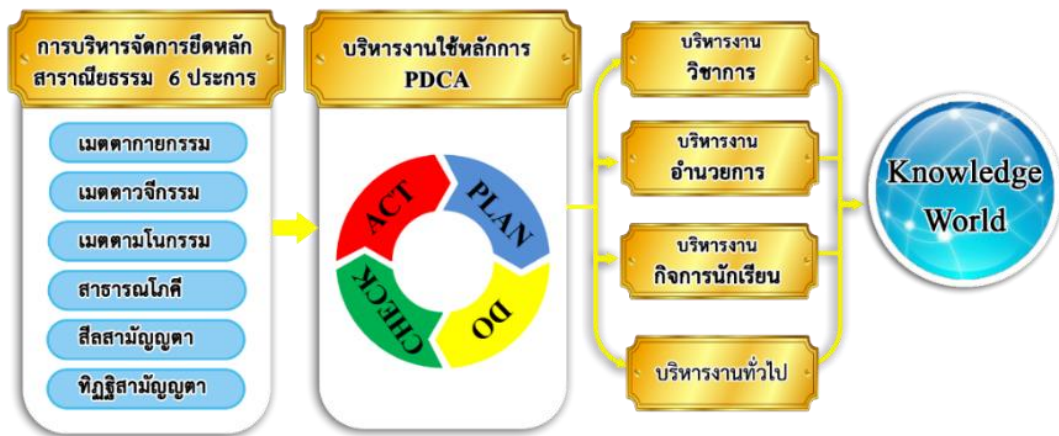 การบริหารจัดการยึดหลัก
สาราณียธรรม 6 ประการ
เมตตากายกรรม
เมตตาวจีกรรม
เมตตามโนกรรม
สาธารณโภคี
สีลสามัญญตา
ทิฏฐิสามัญญตา
บริหารงานใช้หลักการ
PDCA
ACT
PLAN
CHECK
DO
บริหารงาน
วิชาการ
บริหารงาน
อำนวยการ
บริหารงาน
กิจการนักเรียน
บริหารงานทั่วไป
Knowledge
World